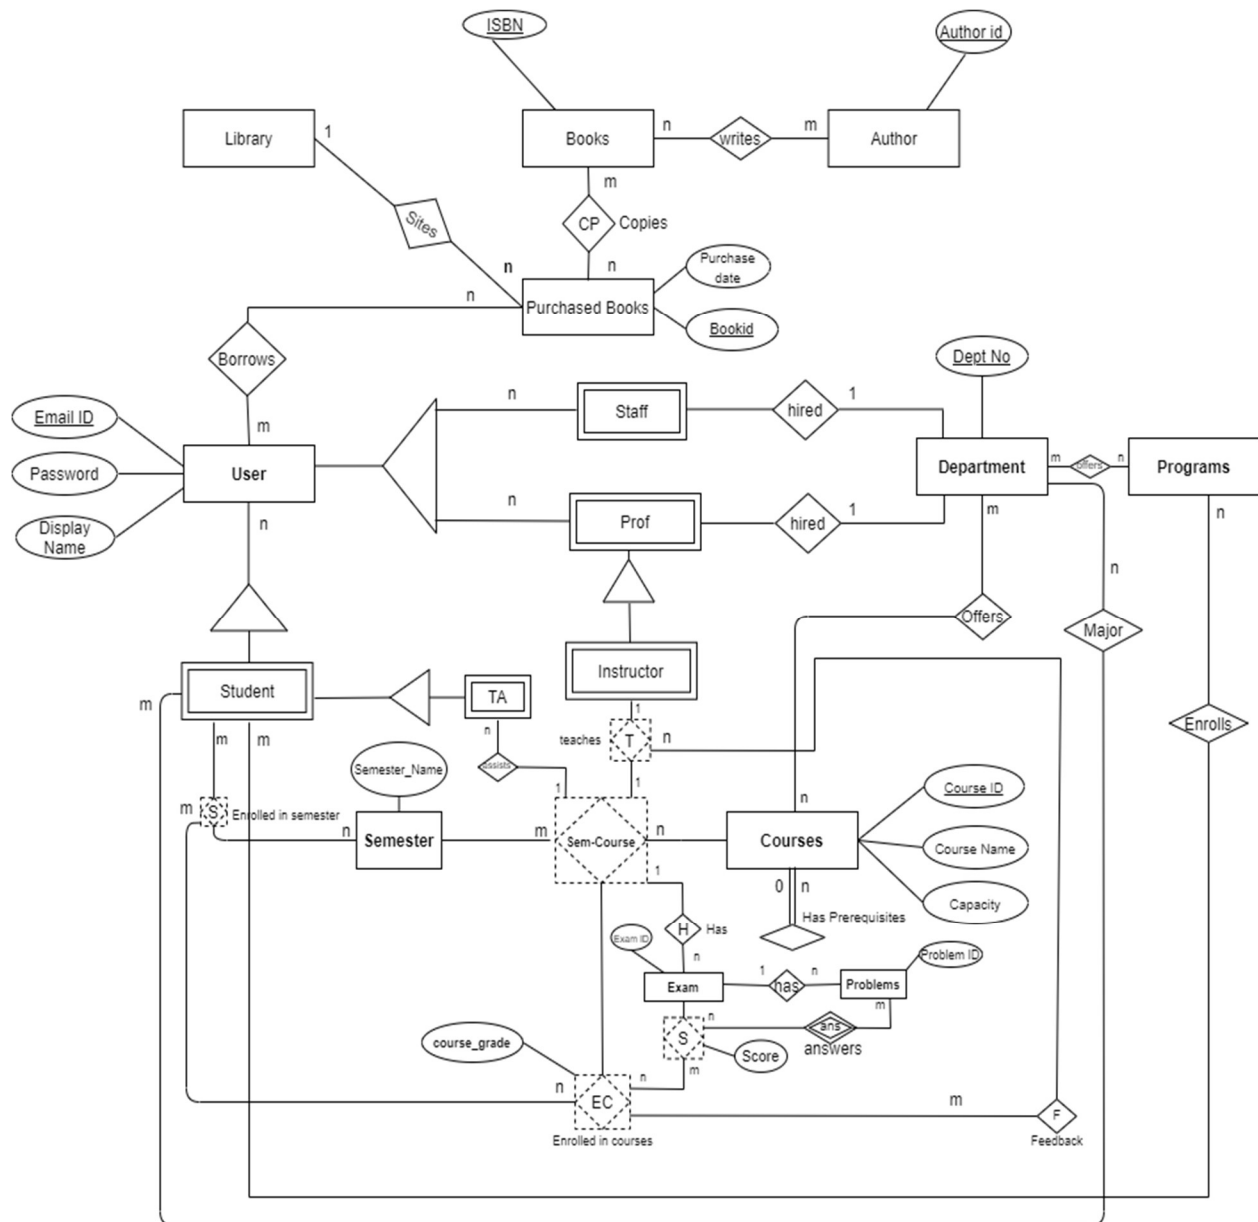 ISBN
Author id
Library
1
Books
n
writes
m
Author
m
Sites
CP
Copies
n
n
Purchase
date
n
Purchased Books
Bookid
Borrows
Dept No
Email ID
n
Staff
hired
1
m
User
Department
m
offers
n
Programs
Password
n
n
Prof
hired
1
m
n
Display
Name
n
Offers
Major
Student
Instructor
TA
m
n
1
m
m
teaches
T
n
Enrolls
Semester_Name
assists
1
1
Course ID
m
S
Enrolled in semester
n
n
Semester
m
Sem-Course
n
Courses
Course Name
1
0
n
Capacity
Has Prerequisites
H
Has
Exam ID
n
Problem ID
Exam
1
has
n
Problems
m
course_grade
S
n
ans
answers
Score
n
n
m
EC
m
F
Enrolled in courses
Feedback